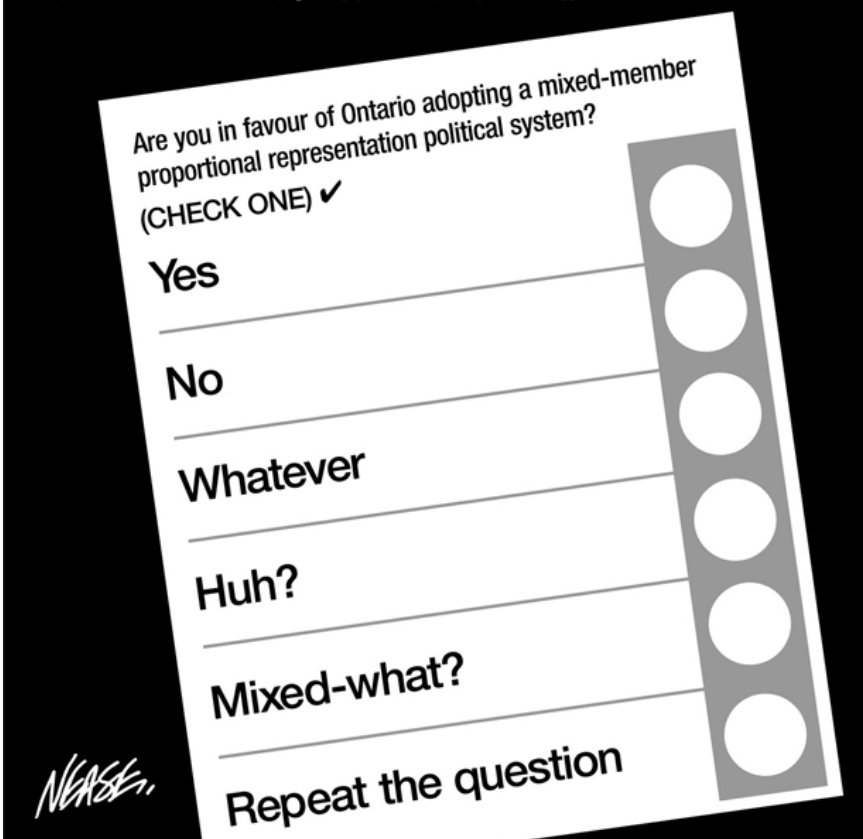 Are you in favour of Ontario adopting a mixed-member
proportional representation political system?
(CHECK ONE) ✔
Yes
No
Whatever
Huh?
Mixed-what?
Repeat the question
NEASE.